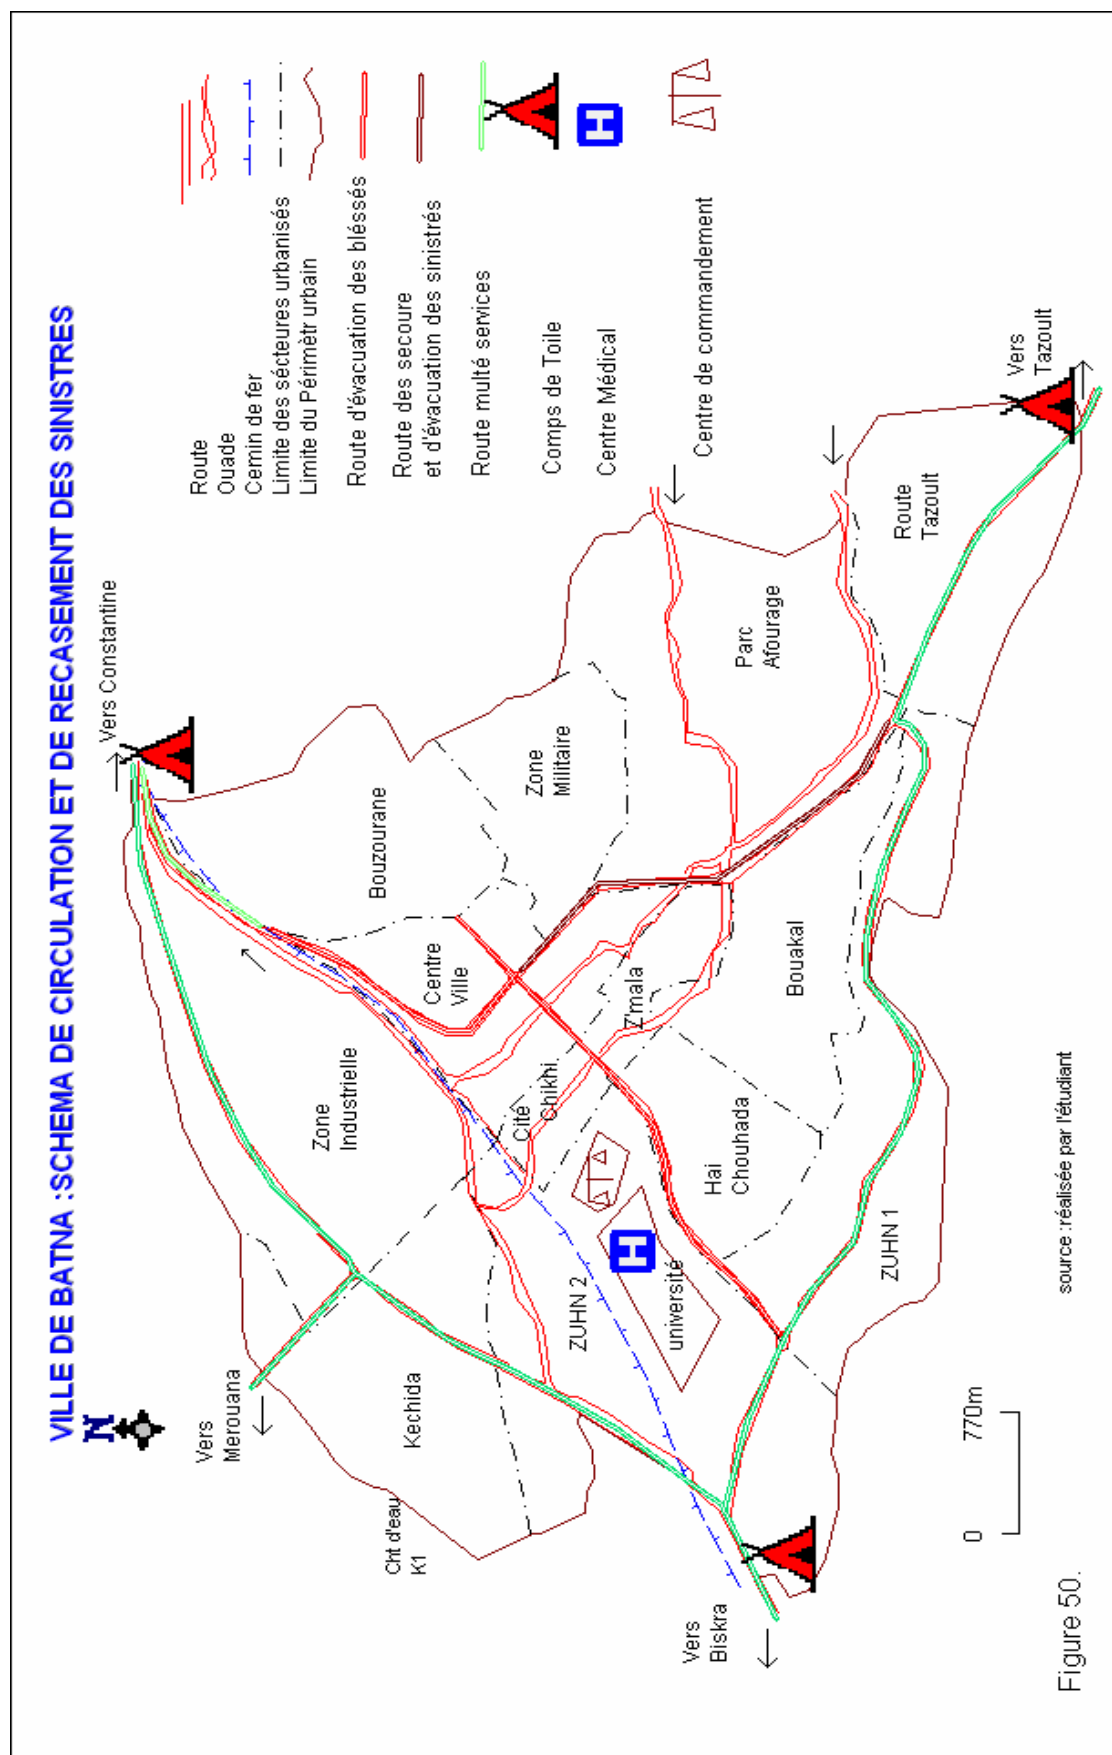 VILLE DE BATNA :SCHEMA DE CIRCULATION ET DE RECASEMENT DES SINISTRES
N
Vers Constantine
Vers
Merouana
Cht d'eau
K1
Kechida
Zone
Industrielle
Bouzourane
Centre
Ville
Zone
Militaire
Cité
Chikhi
Z'mala
ZUHN 2
H
université
Hai
Chouhada
Bouakal
Parc
Afourage
Route
Tazoult
ZUHN 1
Vers
Biskra
Vers
Tazoult
Route
Ouade
Cemin de fer
Limite des sécteures urbanisés
Limite du Périmètr urbain
Route d'évacuation des bléssés
Route des secoure
et d'évacuation des sinistrés
Route multé services
Comps de Toile
Centre Médical
H
Centre de commandement
0 770m
source :réalisée par l'étudiant
Figure 50.